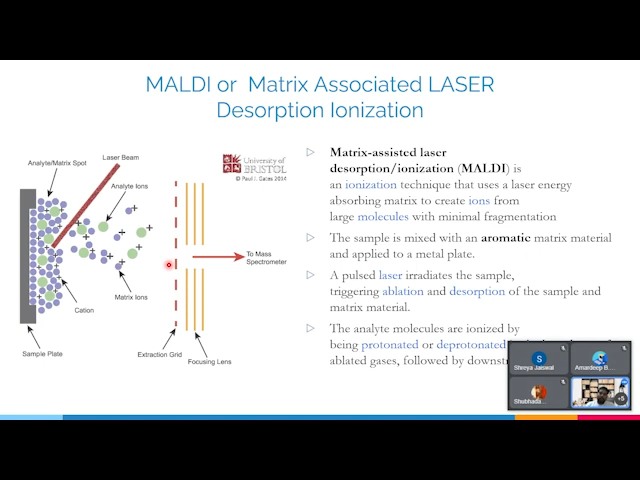 MALDI or Matrix Associated LASER
Desorption Ionization
Analyte/Matrix Spot
Laser Beam
Analyte Ions
University of
BRISTOL
© Paul J. Gates 2014
To Mass
Spectrometer
Matrix Ions
Cation
Sample Plate
Extraction Grid
Focusing Lens
Matrix-assisted laser
desorption/ionization (MALDI) is
an ionization technique that uses a laser energy
absorbing matrix to create ions from
large molecules with minimal fragmentation
The sample is mixed with an aromatic matrix material
and applied to a metal plate.
A pulsed laser irradiates the sample,
triggering ablation and desorption of the sample and
matrix material.
The analyte molecules are ionized by
being protonated or deprotonated
ablated gases, followed by
S
Shreya Jaiswal
Amardeep B...
+5